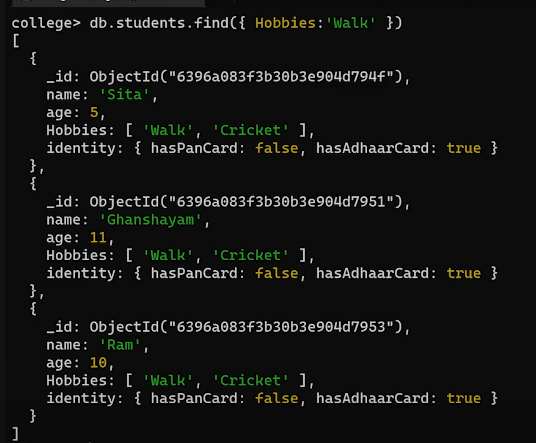 college> db.students.find({ Hobbies:'Walk' })
[
  {
    _id: ObjectId("6396a083f3b30b3e904d794f"),
    name: 'Sita',
    age: 5,
    Hobbies: [ 'Walk', 'Cricket' ],
    identity: { hasPanCard: false, hasAdhaarCard: true }
  },
  {
    _id: ObjectId("6396a083f3b30b3e904d7951"),
    name: 'Ghanshayam',
    age: 11,
    Hobbies: [ 'Walk', 'Cricket' ],
    identity: { hasPanCard: false, hasAdhaarCard: true }
  },
  {
    _id: ObjectId("6396a083f3b30b3e904d7953"),
    name: 'Ram',
    age: 10,
    Hobbies: [ 'Walk', 'Cricket' ],
    identity: { hasPanCard: false, hasAdhaarCard: true }
  }
]